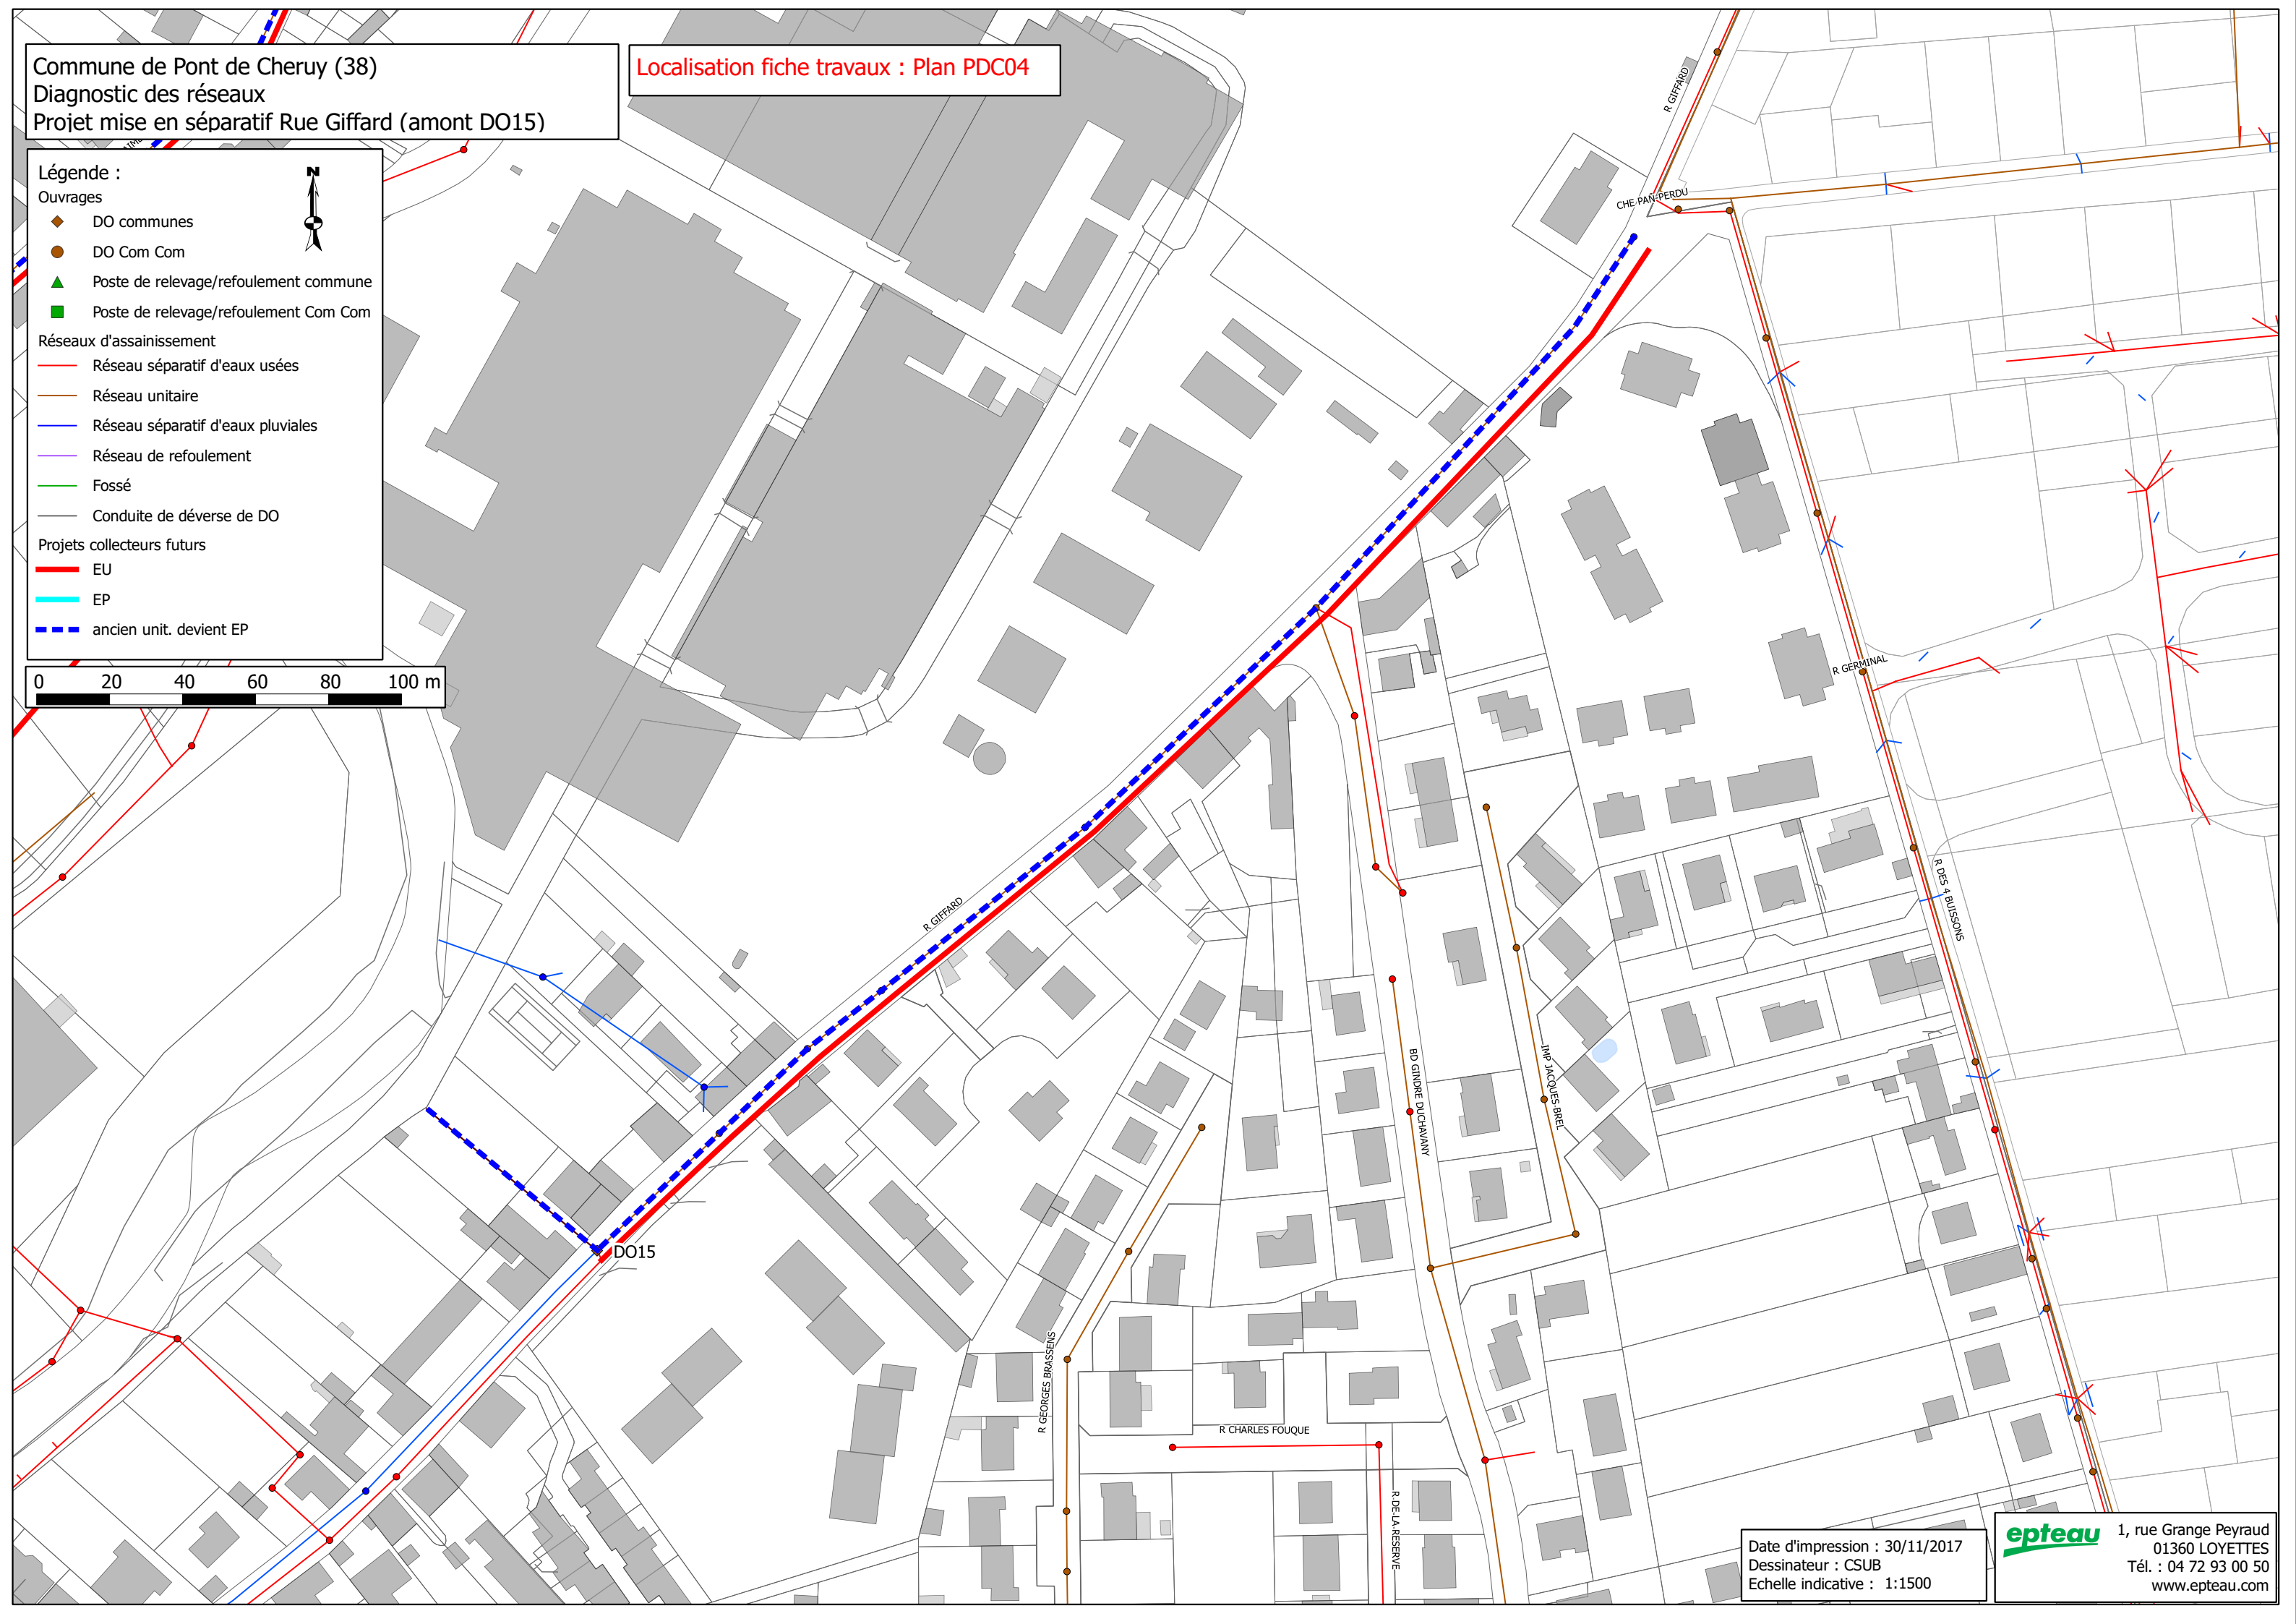 Commune de Pont de Cheruy (38)
Diagnostic des réseaux
Projet mise en séparatif Rue Giffard (amont DO15)
Localisation fiche travaux : Plan PDC04
Légende :
N
Ouvrages
DO communes
DO Com Com
Poste de relevage/refoulement commune
Poste de relevage/refoulement Com Com
Réseaux d'assainissement
Réseau séparatif d'eaux usées
Réseau unitaire
Réseau séparatif d'eaux pluviales
Réseau de refoulement
Fossé
Conduite de déverse de DO
Projets collecteurs futurs
EU
EP
ancien unit. devient EP
0 20 40 60 80 100 m
R GIFFARD
CHE PAN-PERDU
R GERMINAL
R DES 4 BUISSONS
R GIFFARD
BD GINDRE DUCHAVANY
IMP JACQUES-BREL
DO15
R GEORGES BRASSENS
R CHARLES FOUQUE
R-DE-LA-RESERVE
Date d'impression : 30/11/2017
Dessinateur : CSUB
Echelle indicative : 1:1500
epteau
1, rue Grange Peyraud
01360 LOYETTES
Tél. : 04 72 93 00 50
www.epteau.com